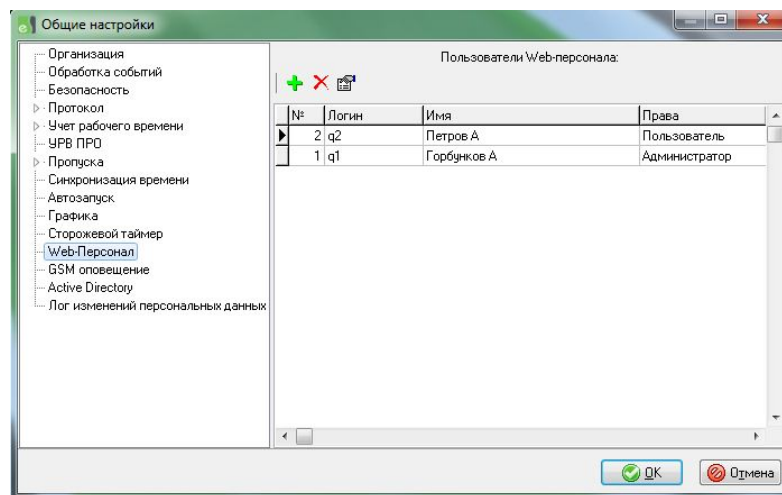 Общие настройки
Организация
Обработка событий
Безопасность
Протокол
Учет рабочего времени
УРВ ПРО
Пропуска
Синхронизация времени
Автозапуск
Графика
Сторожевой таймер
Web-Персонал
GSM оповещение
Active Directory
Лог изменений персональных данных
Пользователи Web-персонала:
№ Логин Имя Права
2 q2 Петров А Пользователь
1 q1 Горбунков А Администратор
OK Отмена